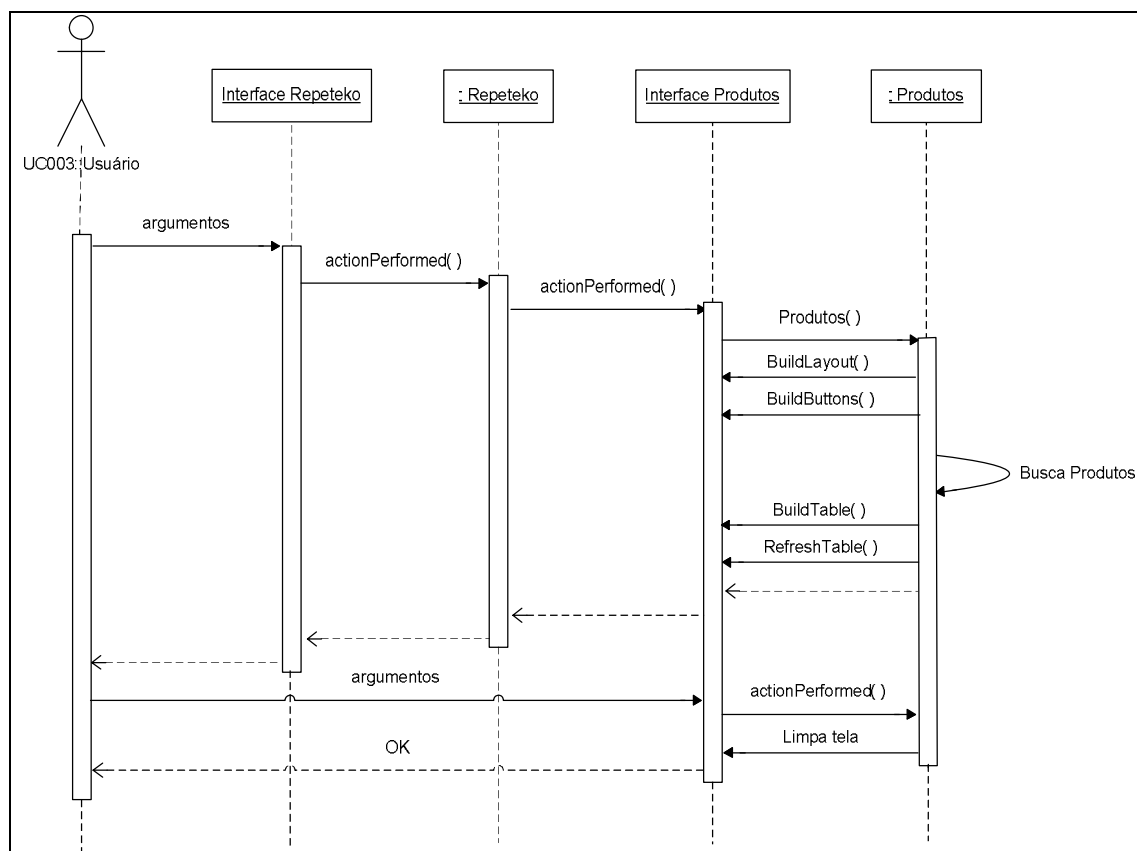 Interface Repeteko
: Repeteko
Interface Produtos
: Produtos
UC003::Usuário
argumentos
actionPerformed( )
actionPerformed( )
Produtos( )
BuildLayout( )
BuildButtons( )
Busca Produtos
BuildTable( )
RefreshTable( )
argumentos
actionPerformed( )
Limpa tela
OK